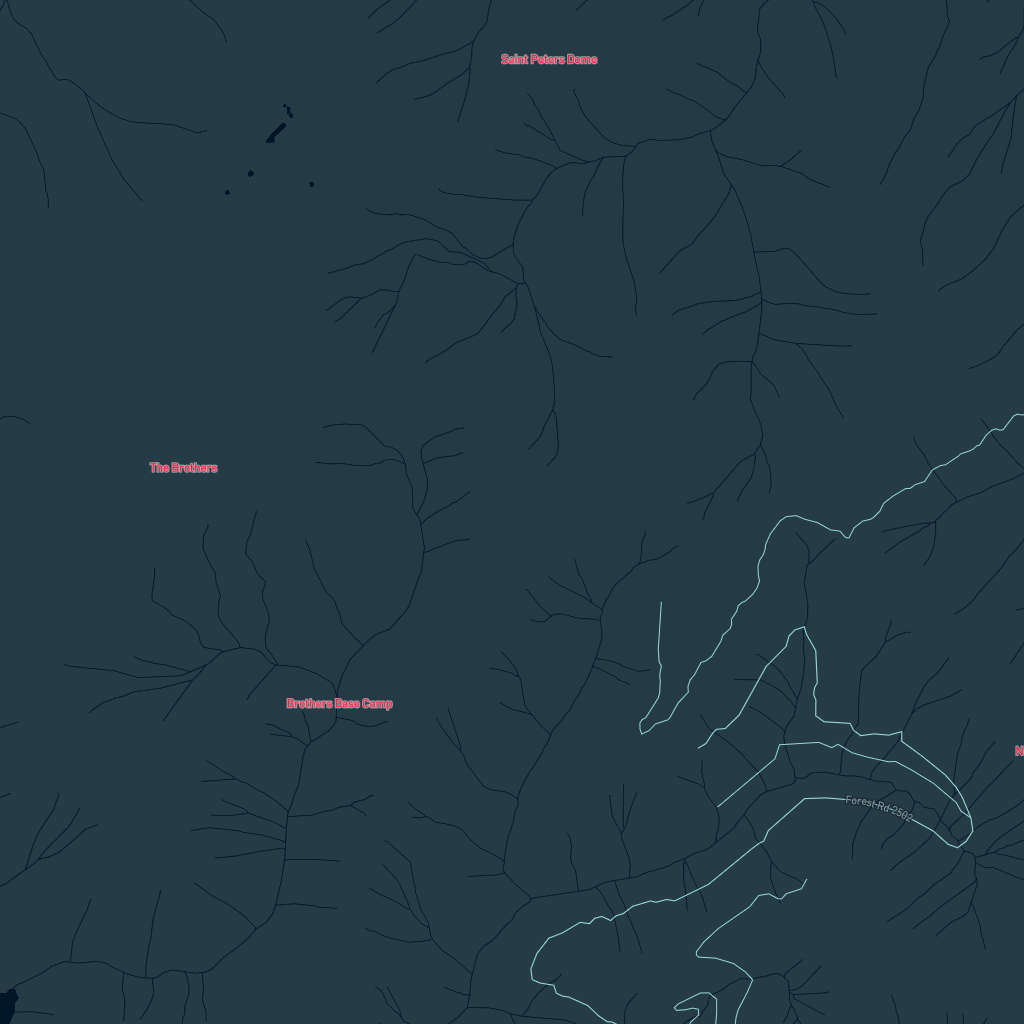 Saint Peters Dome
The Brothers
Brothers Base Camp
N
Forest Rd 2502